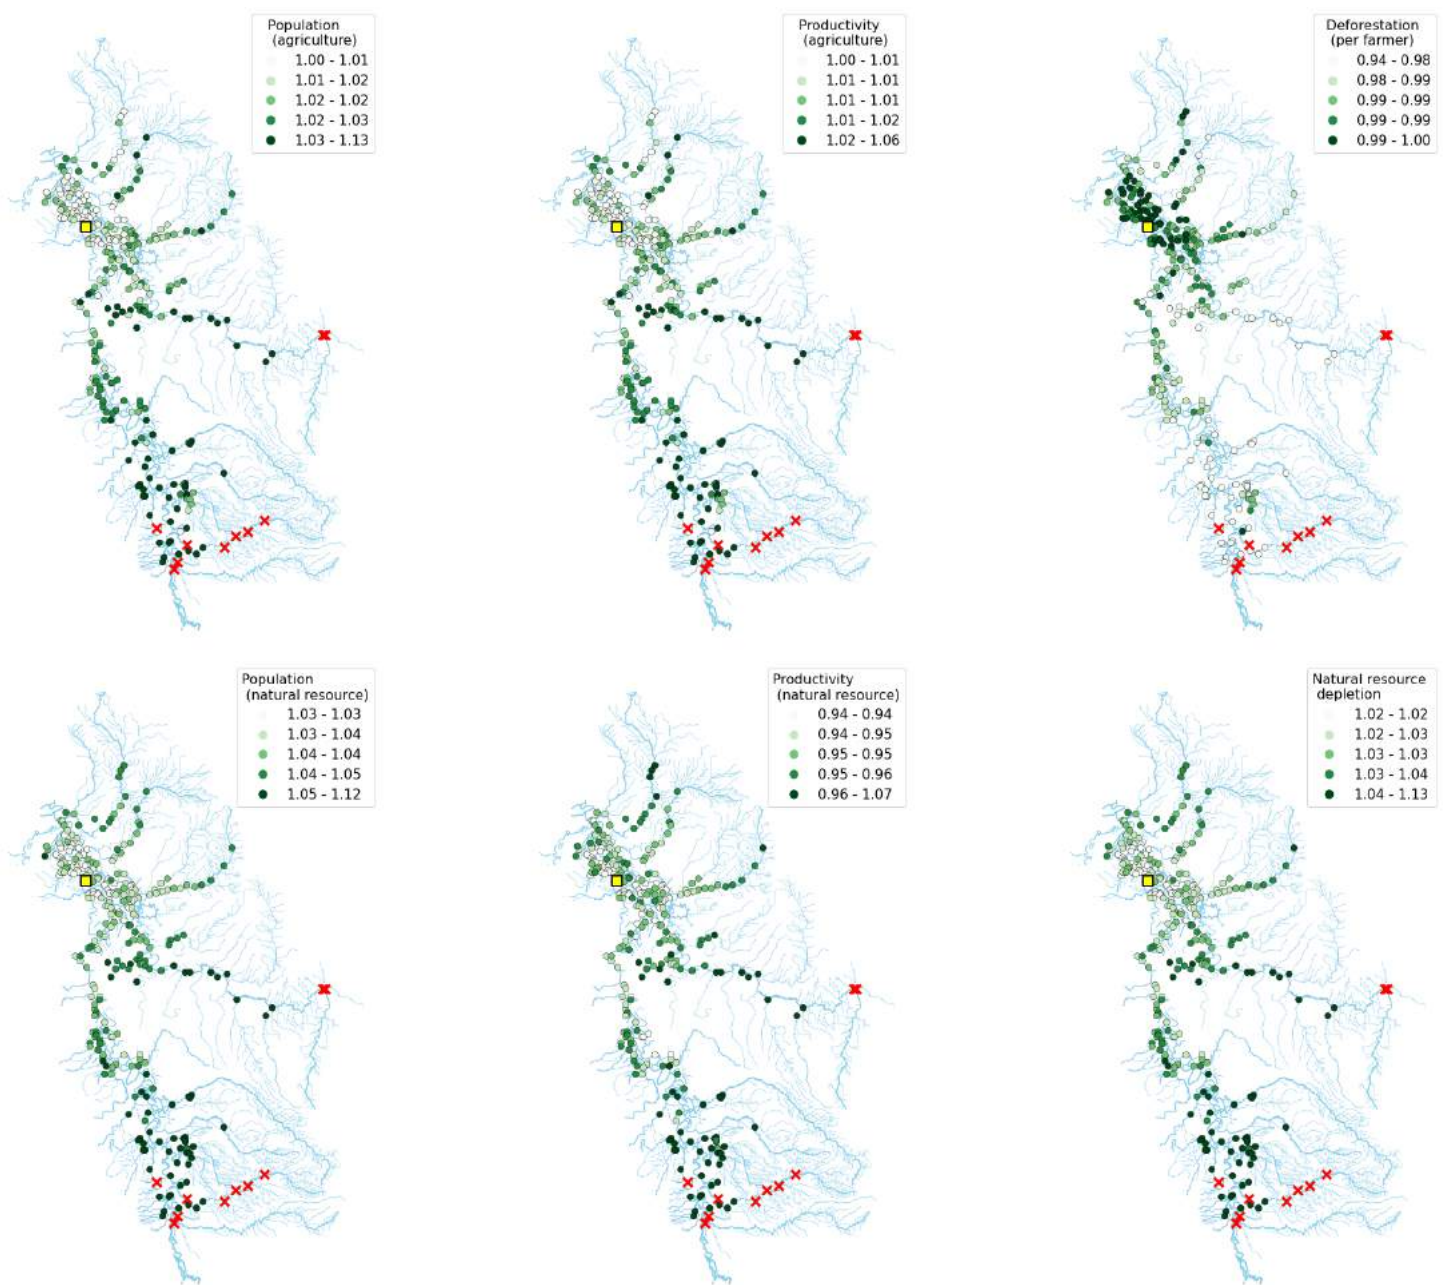 Population
(agriculture)
1.00 - 1.01
1.01 - 1.02
1.02 - 1.02
1.02 - 1.03
1.03 - 1.13
Productivity
(agriculture)
1.00 - 1.01
1.01 - 1.01
1.01 - 1.01
1.01 - 1.02
1.02 - 1.06
Deforestation
(per farmer)
0.94 - 0.98
0.98 - 0.99
0.99 - 0.99
0.99 - 0.99
0.99 - 1.00
Population
(natural resource)
1.03 - 1.03
1.03 - 1.04
1.04 - 1.04
1.04 - 1.05
1.05 - 1.12
Productivity
(natural resource)
0.94 - 0.94
0.94 - 0.95
0.95 - 0.95
0.95 - 0.96
0.96 - 1.07
Natural resource
depletion
1.02 - 1.02
1.02 - 1.03
1.03 - 1.03
1.03 - 1.04
1.04 - 1.13